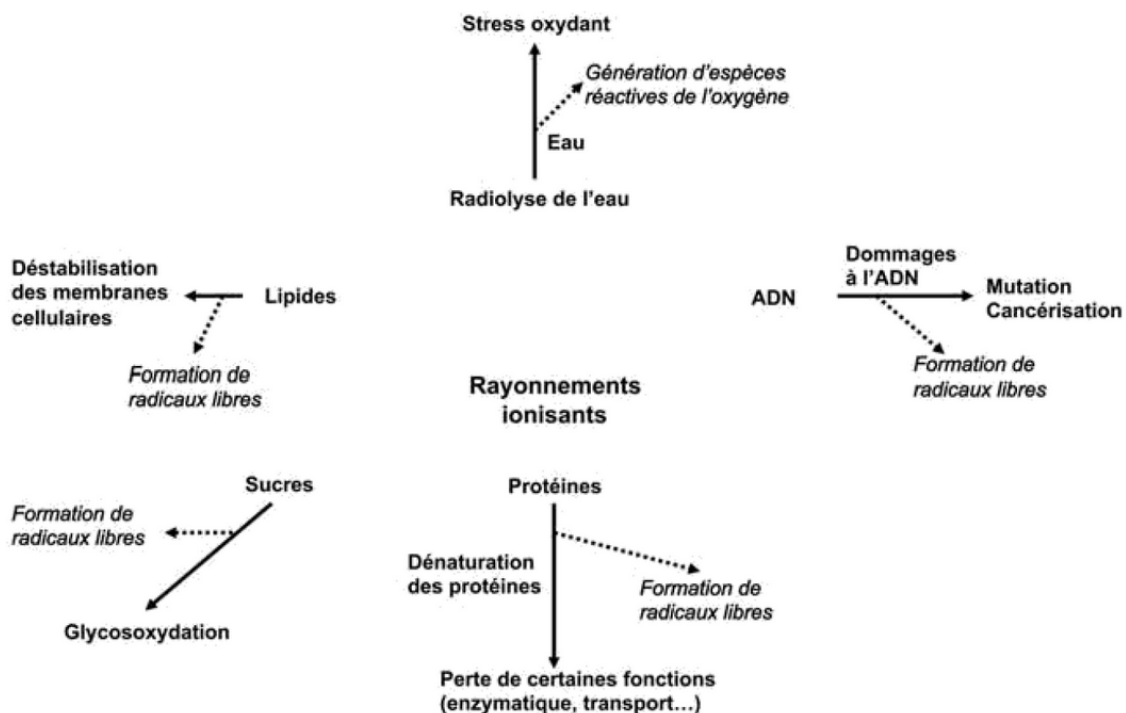 Stress oxydant
Génération d'espèces
réactives de l'oxygène
Eau
Radiolyse de l'eau
Déstabilisation
des membranes
cellulaires
Lipides
Formation de
radicaux libres
ADN
Dommages
à l'ADN
Mutation
Cancérisation
Formation de
radicaux libres
Rayonnements
ionisants
Sucres
Formation de
radicaux libres
Glycosoxydation
Protéines
Dénaturation
des protéines
Formation de
radicaux libres
Perte de certaines fonctions
(enzymatique, transport...)